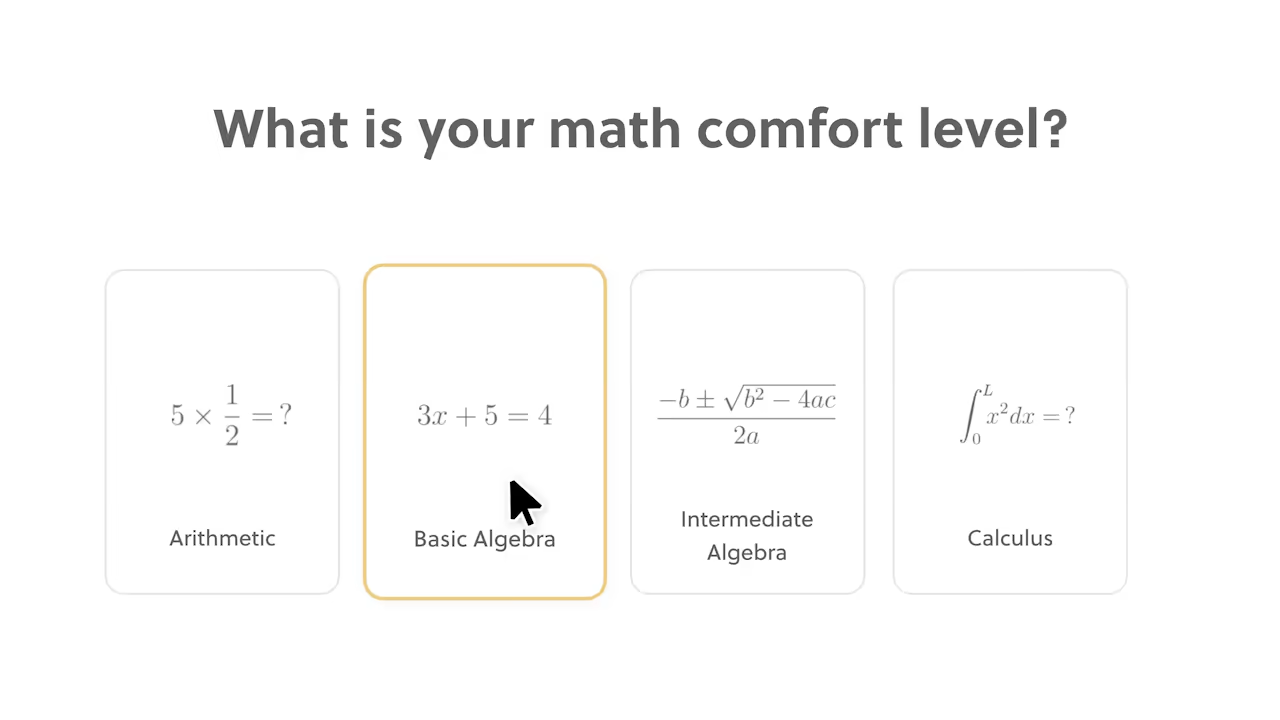 What is your math comfort level?
5 × 1/2 = ?
Arithmetic
3x + 5 = 4
Basic Algebra
−b ± √(b² − 4ac)
2a
Intermediate
Algebra
∫₀ᴸ x²dx = ?
Calculus